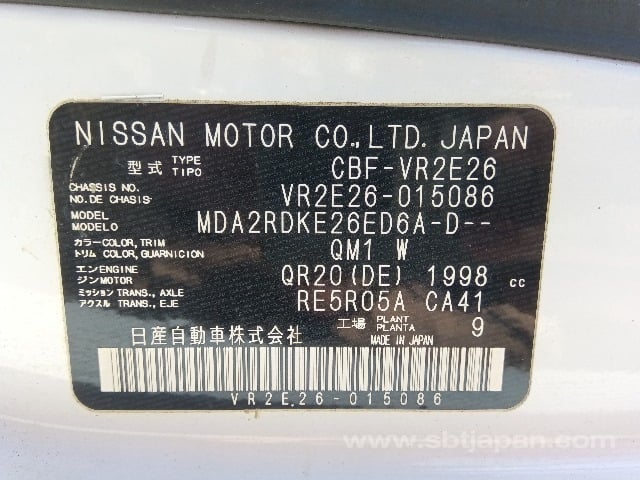 NISSAN MOTOR CO.,LTD. JAPAN
型式 TYPE TIPO CBF-VR2E26
CHASSIS NO. NO. DE CHASIS VR2E26-015086
MODEL MODELO MDA2RDKE26ED6A-D--
カラー COLOR, TRIM トリム COLOR, GUARNICION QM1 W
エンジン ENGINE MOTOR QR20(DE) 1998 cc
ミッション TRANS., AXLE アクスル TRANS., EJE RE5R05A CA41
工場 PLANT PLANTA 9
日産自動車株式会社 MADE IN JAPAN
VR2E26-015086
www.sbtjapan.com